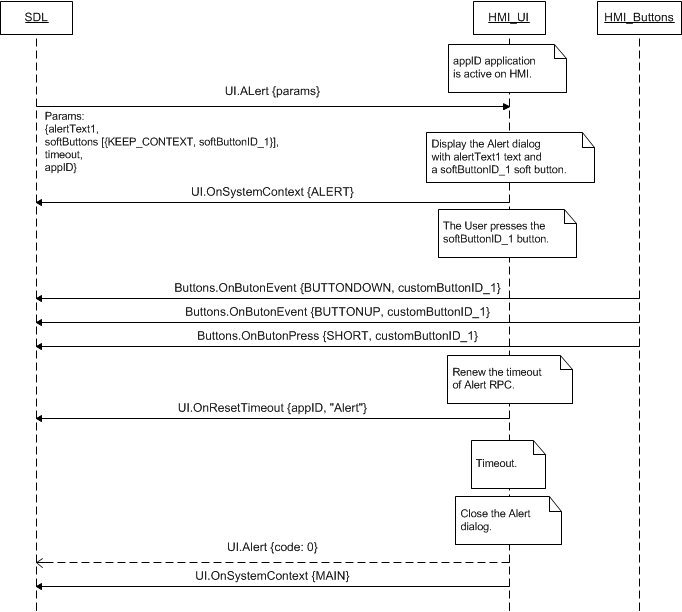 SDL
HMI_UI
HMI_Buttons
appID application
is active on HMI.
UI.ALert {params}
Params:
{alertText1,
softButtons [{KEEP_CONTEXT, softButtonID_1}],
timeout,
appID}
Display the Alert dialog
with alertText1 text and
a softButtonID_1 soft button.
UI.OnSystemContext {ALERT}
The User presses the
softButtonID_1 button.
Buttons.OnButonEvent {BUTTONDOWN, customButtonID_1}
Buttons.OnButonEvent {BUTTONUP, customButtonID_1}
Buttons.OnButonPress {SHORT, customButtonID_1}
Renew the timeout
of Alert RPC.
UI.OnResetTimeout {appID, "Alert"}
Timeout.
Close the Alert
dialog.
UI.Alert {code: 0}
UI.OnSystemContext {MAIN}